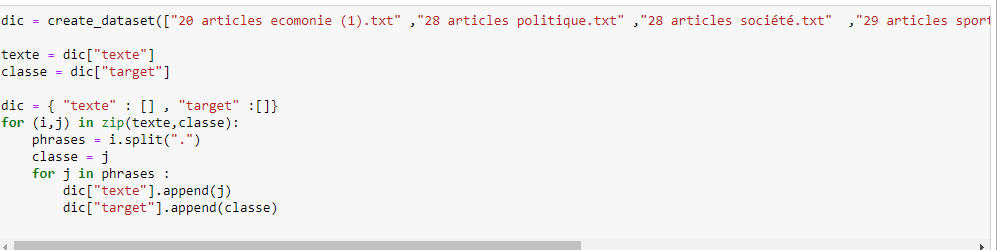 dic = create_dataset(["20 articles ecomonie (1).txt" ,"28 articles politique.txt" ,"28 articles société.txt"  ,"29 articles sport
texte = dic["texte"]
classe = dic["target"]
dic = { "texte" : [] , "target" :[]}
for (i,j) in zip(texte,classe):
    phrases = i.split(".")
    classe = j
    for j in phrases :
        dic["texte"].append(j)
        dic["target"].append(classe)